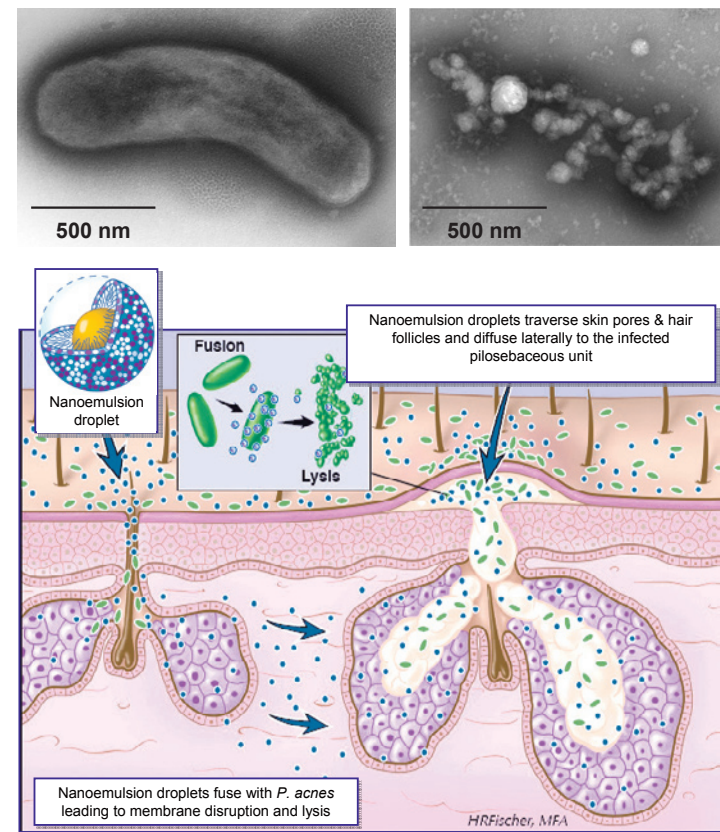 500 nm
500 nm
Nanoemulsion
droplet
Fusion
Lysis
Nanoemulsion droplets traverse skin pores & hair
follicles and diffuse laterally to the infected
pilosebaceous unit
Nanoemulsion droplets fuse with P. acnes
leading to membrane disruption and lysis
HRFischer, MFA